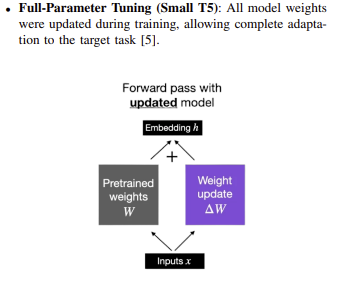 • Full-Parameter Tuning (Small T5): All model weights
were updated during training, allowing complete adapta-
tion to the target task [5].
Forward pass with
updated model
Embedding h
+
Pretrained
weights
W
Weight
update
ΔW
Inputs x